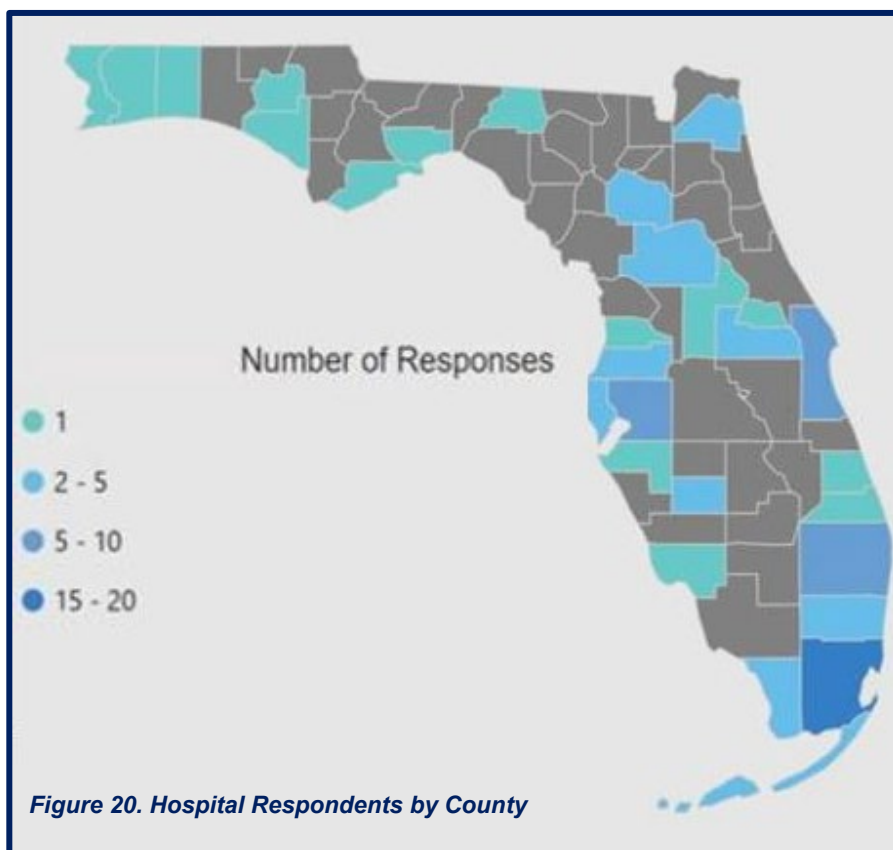 Number of Responses
1
2 - 5
5 - 10
15 - 20
Figure 20. Hospital Respondents by County